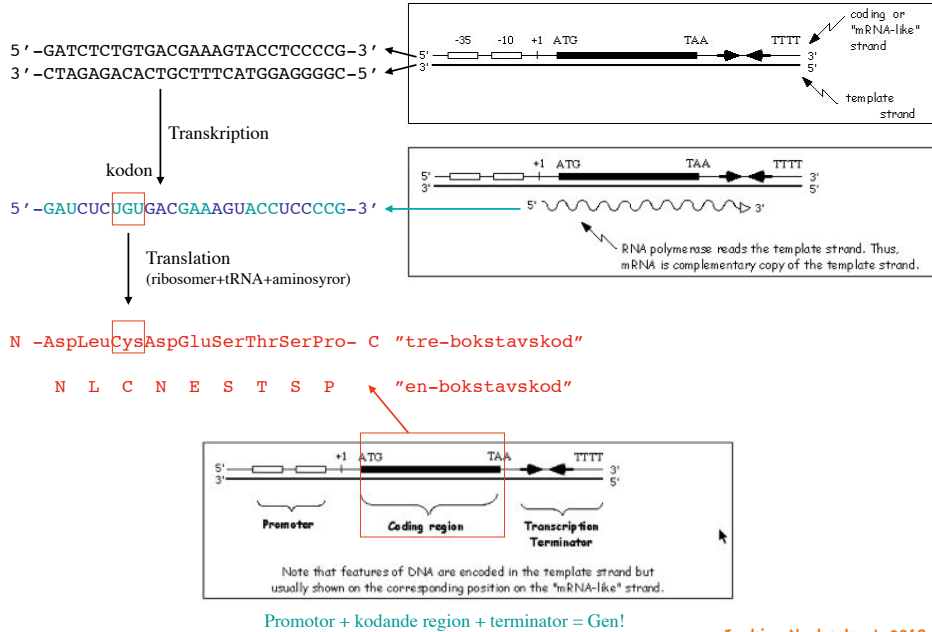 coding or
"mRNA-like"
strand
-35 -10 +1 ATG TAA TTTT
5' 3'
3' 5'
template
strand
5’-GATCTCTGTGACGAAAGTACCTCCCCG-3’
3’-CTAGAGACACTGCTTTCATGGAGGGGC-5’
Transkription
kodon
5’-GAUCUCUGUGACGAAAGUACCUCCCCG-3’
+1 ATG TAA TTTT
5' 3'
3' 5'
5' 3'
RNA polymerase reads the template strand. Thus,
mRNA is complementary copy of the template strand.
Translation
(ribosomer+tRNA+aminosyror)
N -AspLeuCysAspGluSerThrSerPro- C ”tre-bokstavskod”
N L C N E S T S P ”en-bokstavskod”
+1 ATG TAA TTTT
5' 3'
3' 5'
Promoter Coding region Transcription
Terminator
Note that features of DNA are encoded in the template strand but
usually shown on the corresponding position on the "mRNA-like" strand.
Promotor + kodande region + terminator = Gen!